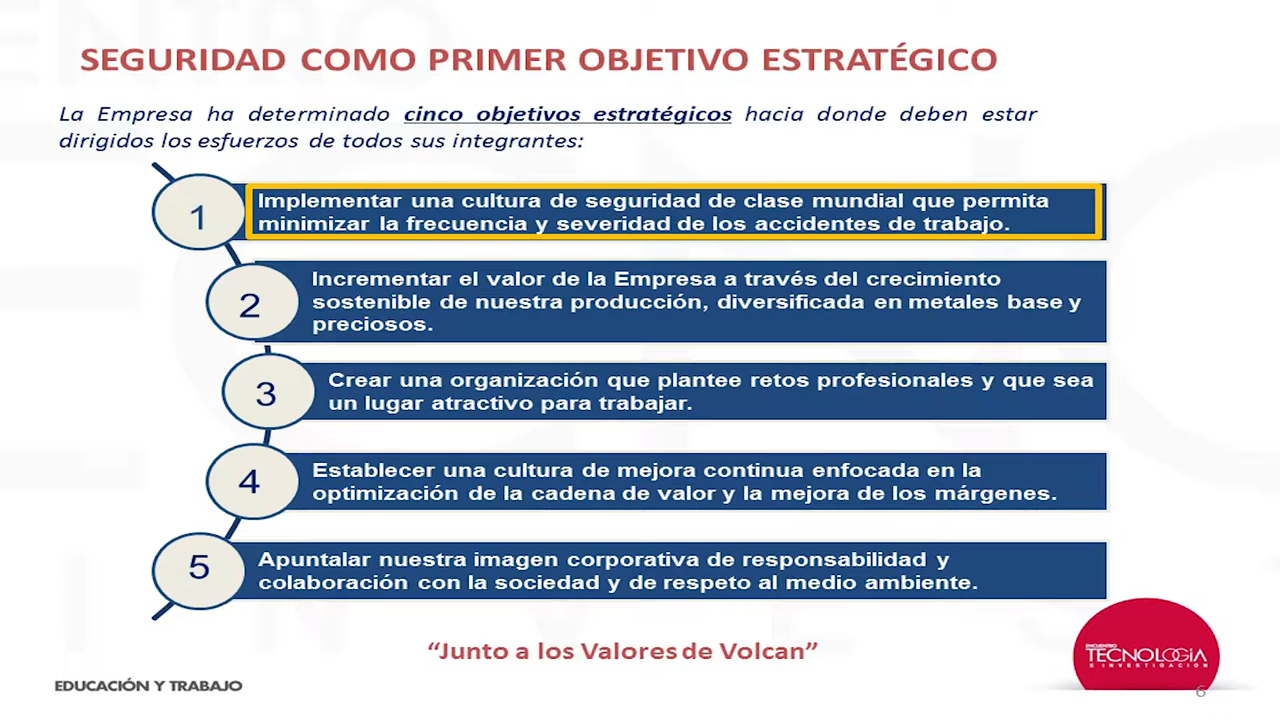 SEGURIDAD COMO PRIMER OBJETIVO ESTRATÉGICO
La Empresa ha determinado cinco objetivos estratégicos hacia donde deben estar
dirigidos los esfuerzos de todos sus integrantes:
1
Implementar una cultura de seguridad de clase mundial que permita
minimizar la frecuencia y severidad de los accidentes de trabajo.
2
Incrementar el valor de la Empresa a través del crecimiento
sostenible de nuestra producción, diversificada en metales base y
preciosos.
3
Crear una organización que plantee retos profesionales y que sea
un lugar atractivo para trabajar.
4
Establecer una cultura de mejora continua enfocada en la
optimización de la cadena de valor y la mejora de los márgenes.
5
Apuntalar nuestra imagen corporativa de responsabilidad y
colaboración con la sociedad y de respeto al medio ambiente.
“Junto a los Valores de Volcan”
EDUCACIÓN Y TRABAJO
ENCUENTRO
TECNOLOGIA
E INVESTIGACIÓN
6